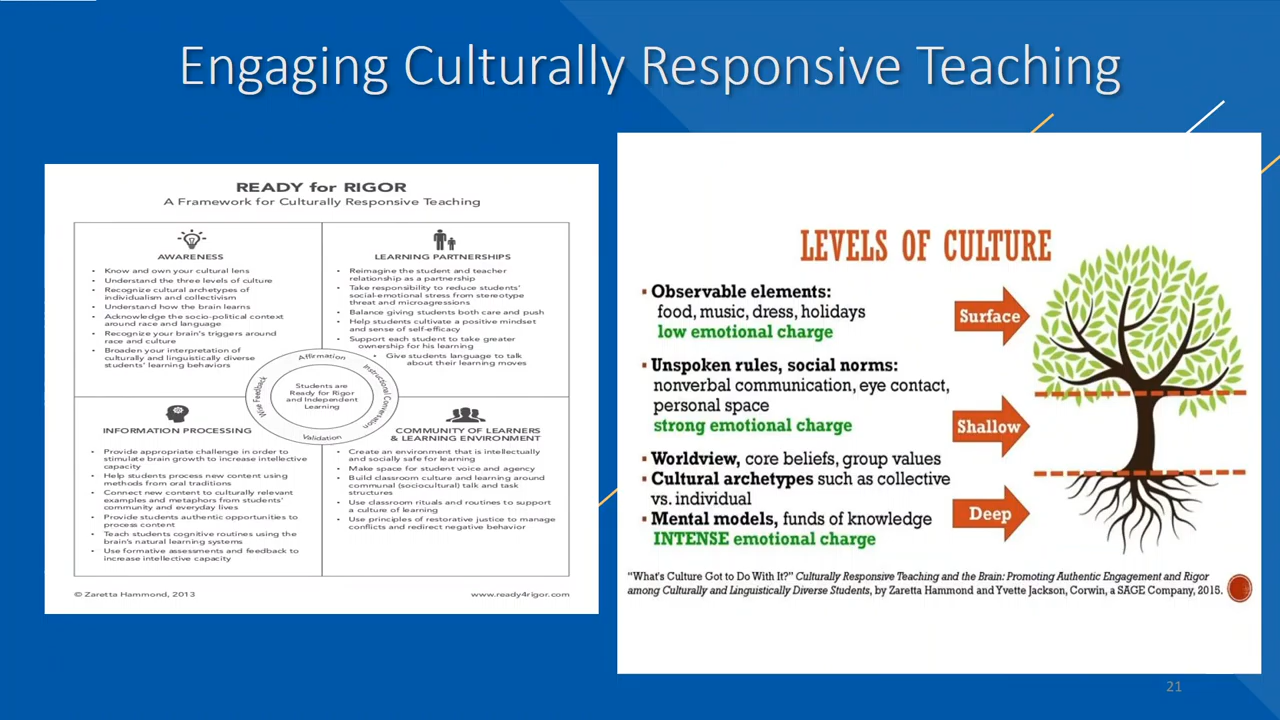 Engaging Culturally Responsive Teaching
READY for RIGOR
A Framework for Culturally Responsive Teaching
AWARENESS
• Know and own your cultural lens
• Understand the three levels of culture
• Recognize cultural archetypes of
individualism and collectivism
• Understand how the brain learns
• Acknowledge the socio-political context
around race and language
• Recognize your brain's triggers around
race and culture
• Broaden your interpretation of
culturally and linguistically diverse
students' learning behaviors
LEARNING PARTNERSHIPS
• Reimagine the student and teacher
relationship as a partnership
• Take responsibility to reduce students'
social-emotional stress from stereotype
threat and microagressions
• Balance giving students both care and push
• Help students cultivate a positive mindset
and sense of self-efficacy
• Support each student to take greater
ownership for his learning
• Give students language to talk
about their learning moves
Affirmation
Instructional Conversation
Validation
Wise Feedback
Students are
Ready for Rigor
and Independent
Learning
INFORMATION PROCESSING
• Provide appropriate challenge in order to
stimulate brain growth to increase intellective
capacity
• Help students process new content using
methods from oral traditions
• Connect new content to culturally relevant
examples and metaphors from students'
community and everyday lives
• Provide students authentic opportunities to
process content
• Teach students cognitive routines using the
brain's natural learning systems
• Use formative assessments and feedback to
increase intellective capacity
COMMUNITY OF LEARNERS
& LEARNING ENVIRONMENT
• Create an environment that is intellectually
and socially safe for learning
• Make space for student voice and agency
• Build classroom culture and learning around
communal (sociocultural) talk and task
structures
• Use classroom rituals and routines to support
a culture of learning
• Use principles of restorative justice to manage
conflicts and redirect negative behavior
© Zaretta Hammond, 2013
www.ready4rigor.com
LEVELS OF CULTURE
▪ Observable elements:
food, music, dress, holidays
low emotional charge
Surface
▪ Unspoken rules, social norms:
nonverbal communication, eye contact,
personal space
strong emotional charge
Shallow
▪ Worldview, core beliefs, group values
▪ Cultural archetypes such as collective
vs. individual
▪ Mental models, funds of knowledge
INTENSE emotional charge
Deep
"What's Culture Got to Do With It?" Culturally Responsive Teaching and the Brain: Promoting Authentic Engagement and Rigor
among Culturally and Linguistically Diverse Students, by Zaretta Hammond and Yvette Jackson, Corwin, a SAGE Company, 2015.
21